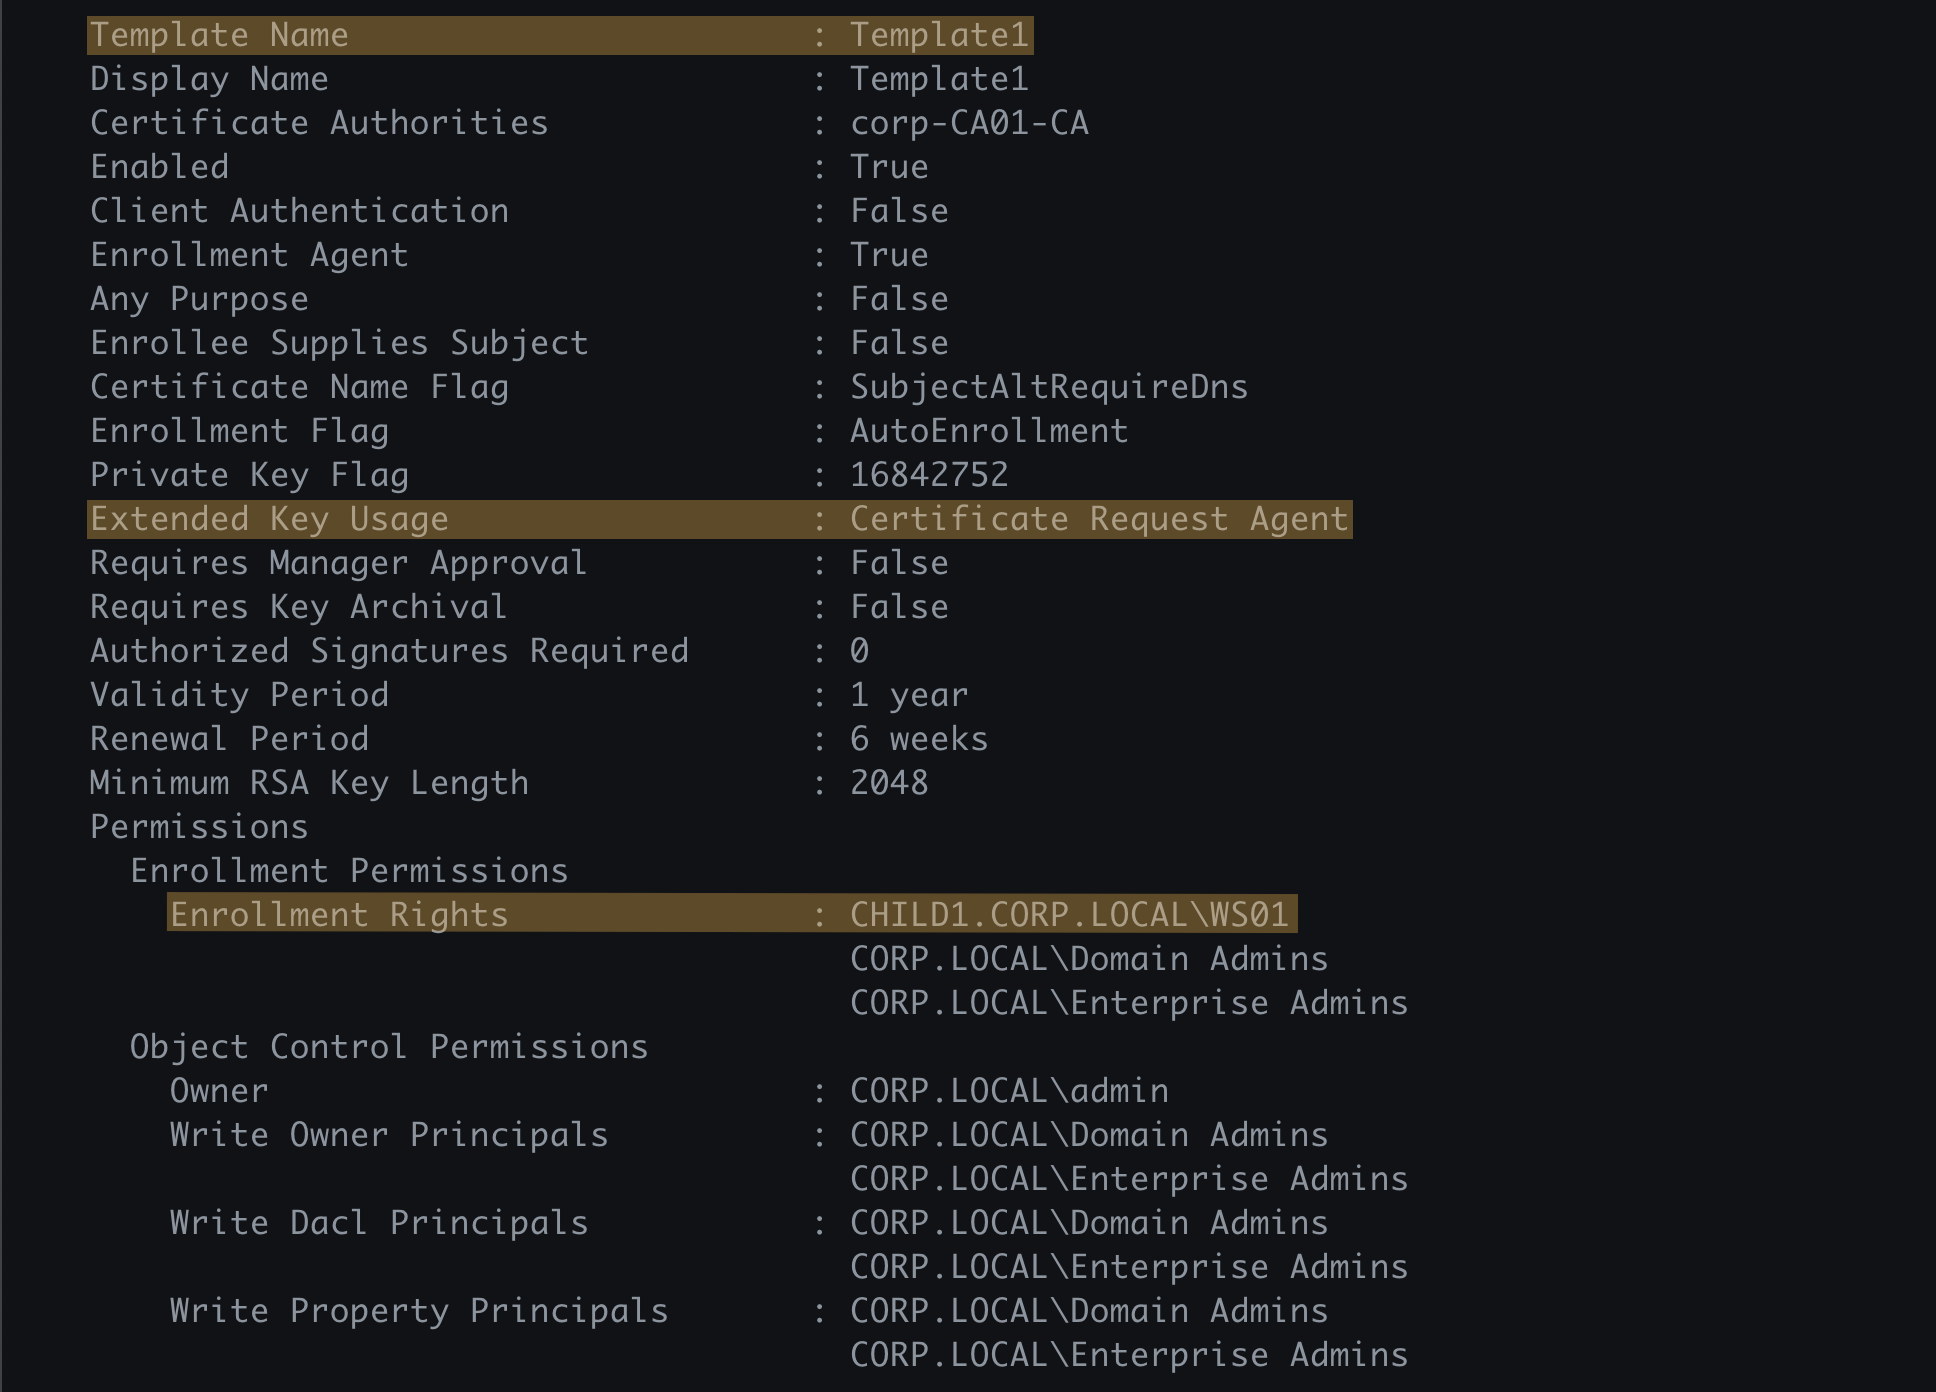 Template Name : Template1
Display Name : Template1
Certificate Authorities : corp-CA01-CA
Enabled : True
Client Authentication : False
Enrollment Agent : True
Any Purpose : False
Enrollee Supplies Subject : False
Certificate Name Flag : SubjectAltRequireDns
Enrollment Flag : AutoEnrollment
Private Key Flag : 16842752
Extended Key Usage : Certificate Request Agent
Requires Manager Approval : False
Requires Key Archival : False
Authorized Signatures Required : 0
Validity Period : 1 year
Renewal Period : 6 weeks
Minimum RSA Key Length : 2048
Permissions
Enrollment Permissions
Enrollment Rights : CHILD1.CORP.LOCAL\WS01
CORP.LOCAL\Domain Admins
CORP.LOCAL\Enterprise Admins
Object Control Permissions
Owner : CORP.LOCAL\admin
Write Owner Principals : CORP.LOCAL\Domain Admins
CORP.LOCAL\Enterprise Admins
Write Dacl Principals : CORP.LOCAL\Domain Admins
CORP.LOCAL\Enterprise Admins
Write Property Principals : CORP.LOCAL\Domain Admins
CORP.LOCAL\Enterprise Admins